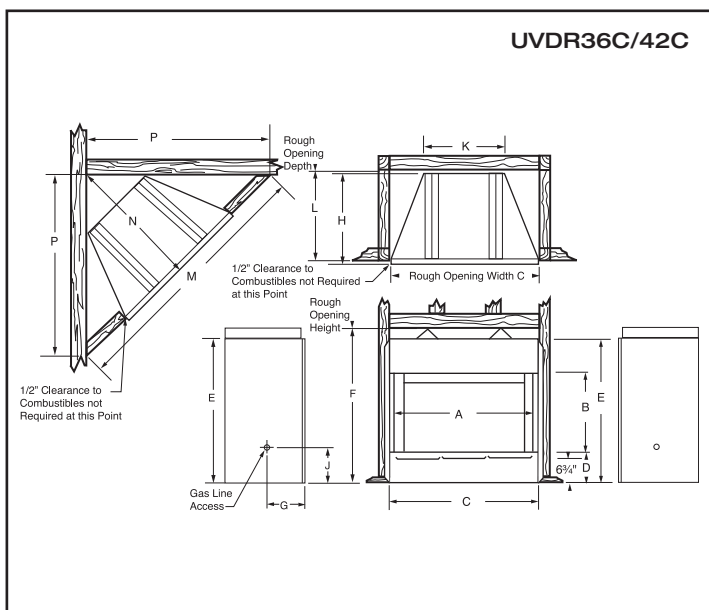 UVDR36C/42C
P
Rough
Opening
Depth
K
L
H
N
P
M
1/2" Clearance to
Combustibles not Required
at this Point
Rough Opening Width C
Rough
Opening
Height
1/2" Clearance to
Combustibles not
Required at this Point
E
F
A
B
E
J
D
6¾"
Gas Line
Access
G
C